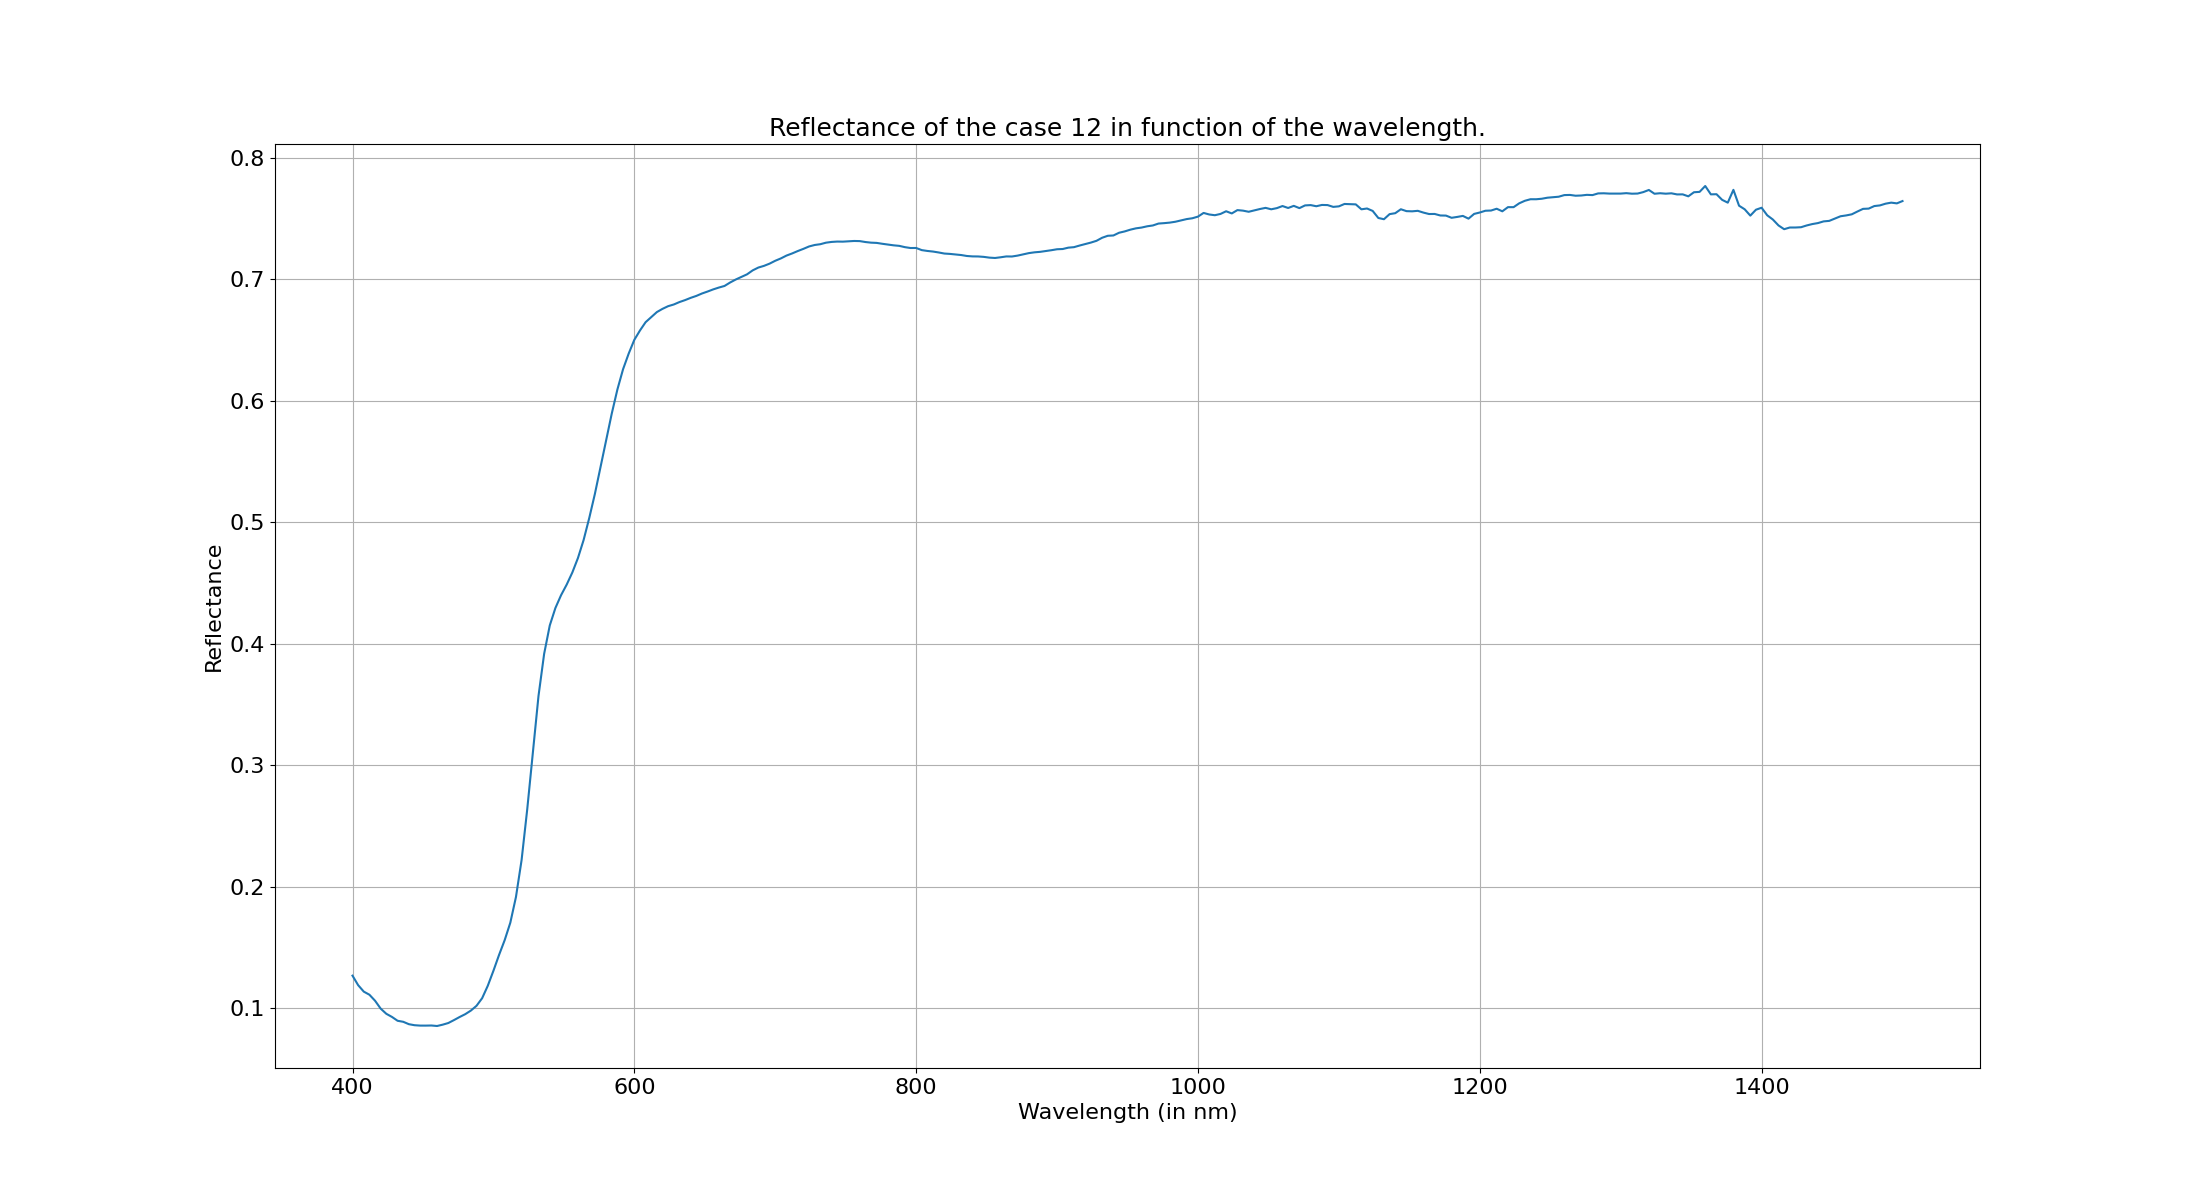 Reflectance of the case 12 in function of the wavelength.
0.8
0.7
0.6
0.5
0.4
0.3
0.2
0.1
Reflectance
400 600 800 1000 1200 1400
Wavelength (in nm)